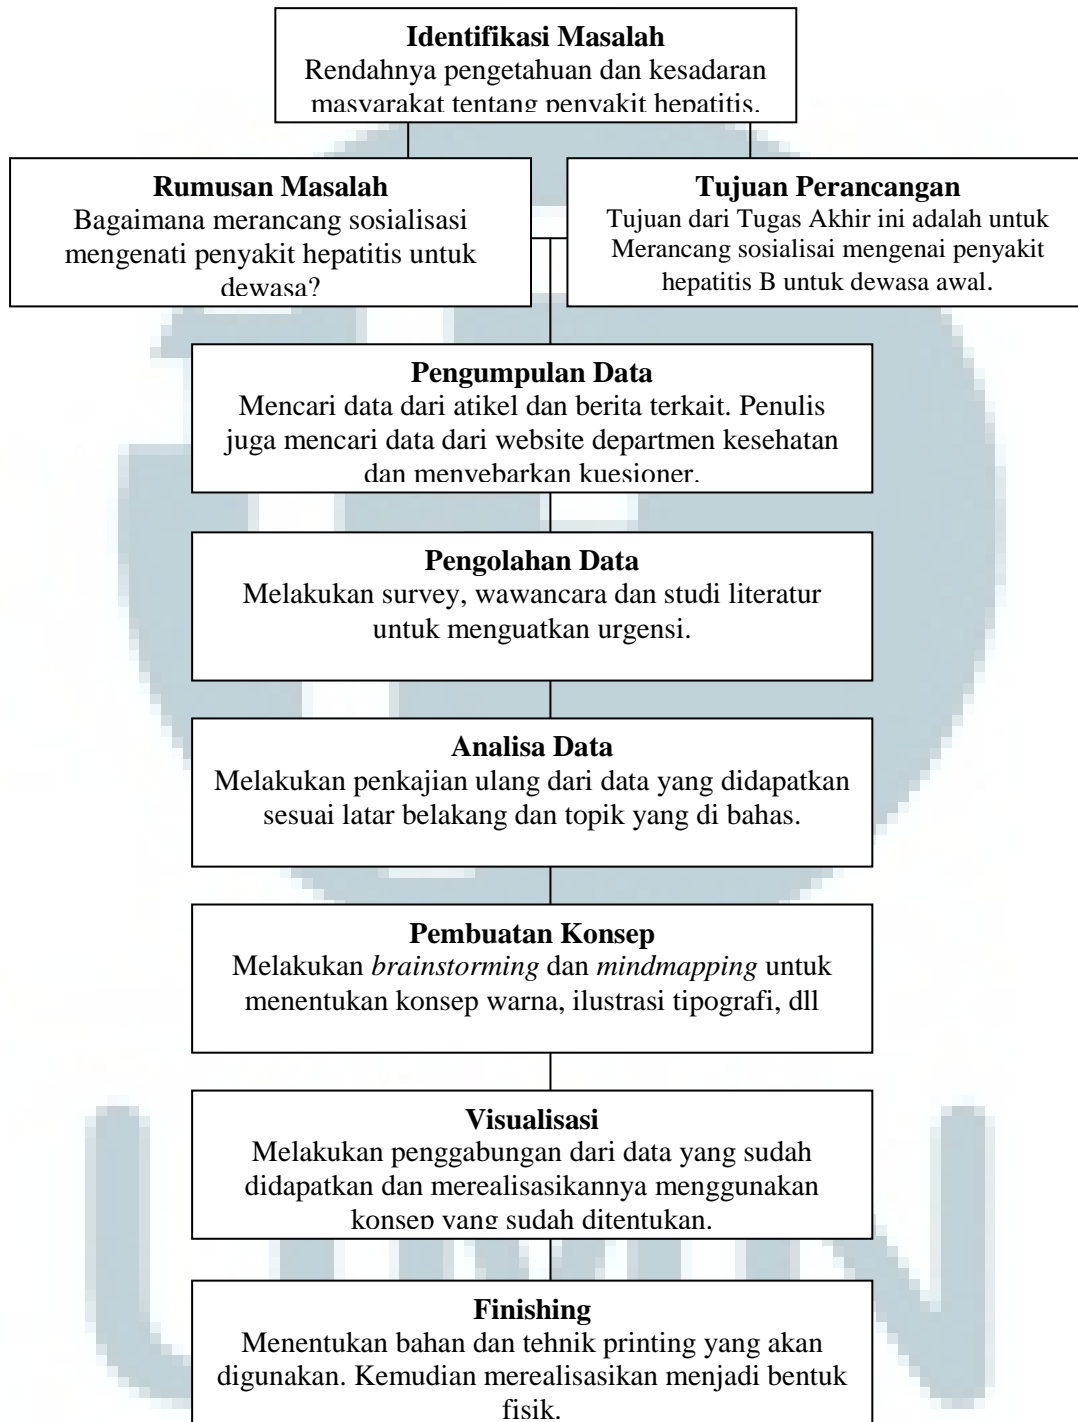 Identifikasi Masalah
Rendahnya pengetahuan dan kesadaran
masyarakat tentang penyakit hepatitis.
Rumusan Masalah
Bagaimana merancang sosialisasi
mengenati penyakit hepatitis untuk
dewasa?
Tujuan Perancangan
Tujuan dari Tugas Akhir ini adalah untuk
Merancang sosialisai mengenai penyakit
hepatitis B untuk dewasa awal.
Pengumpulan Data
Mencari data dari atikel dan berita terkait. Penulis
juga mencari data dari website departmen kesehatan
dan menyebarkan kuesioner.
Pengolahan Data
Melakukan survey, wawancara dan studi literatur
untuk menguatkan urgensi.
Analisa Data
Melakukan penkajian ulang dari data yang didapatkan
sesuai latar belakang dan topik yang di bahas.
Pembuatan Konsep
Melakukan brainstorming dan mindmapping untuk
menentukan konsep warna, ilustrasi tipografi, dll
Visualisasi
Melakukan penggabungan dari data yang sudah
didapatkan dan merealisasikannya menggunakan
konsep yang sudah ditentukan.
Finishing
Menentukan bahan dan tehnik printing yang akan
digunakan. Kemudian merealisasikan menjadi bentuk
fisik.
UMN